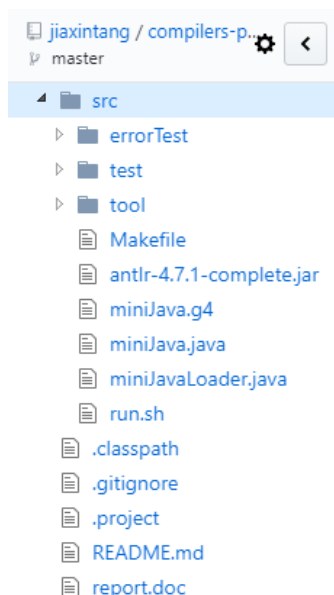 jiaxintang / compilers-p...
master
src
errorTest
test
tool
Makefile
antlr-4.7.1-complete.jar
miniJava.g4
miniJava.java
miniJavaLoader.java
run.sh
.classpath
.gitignore
.project
README.md
report.doc